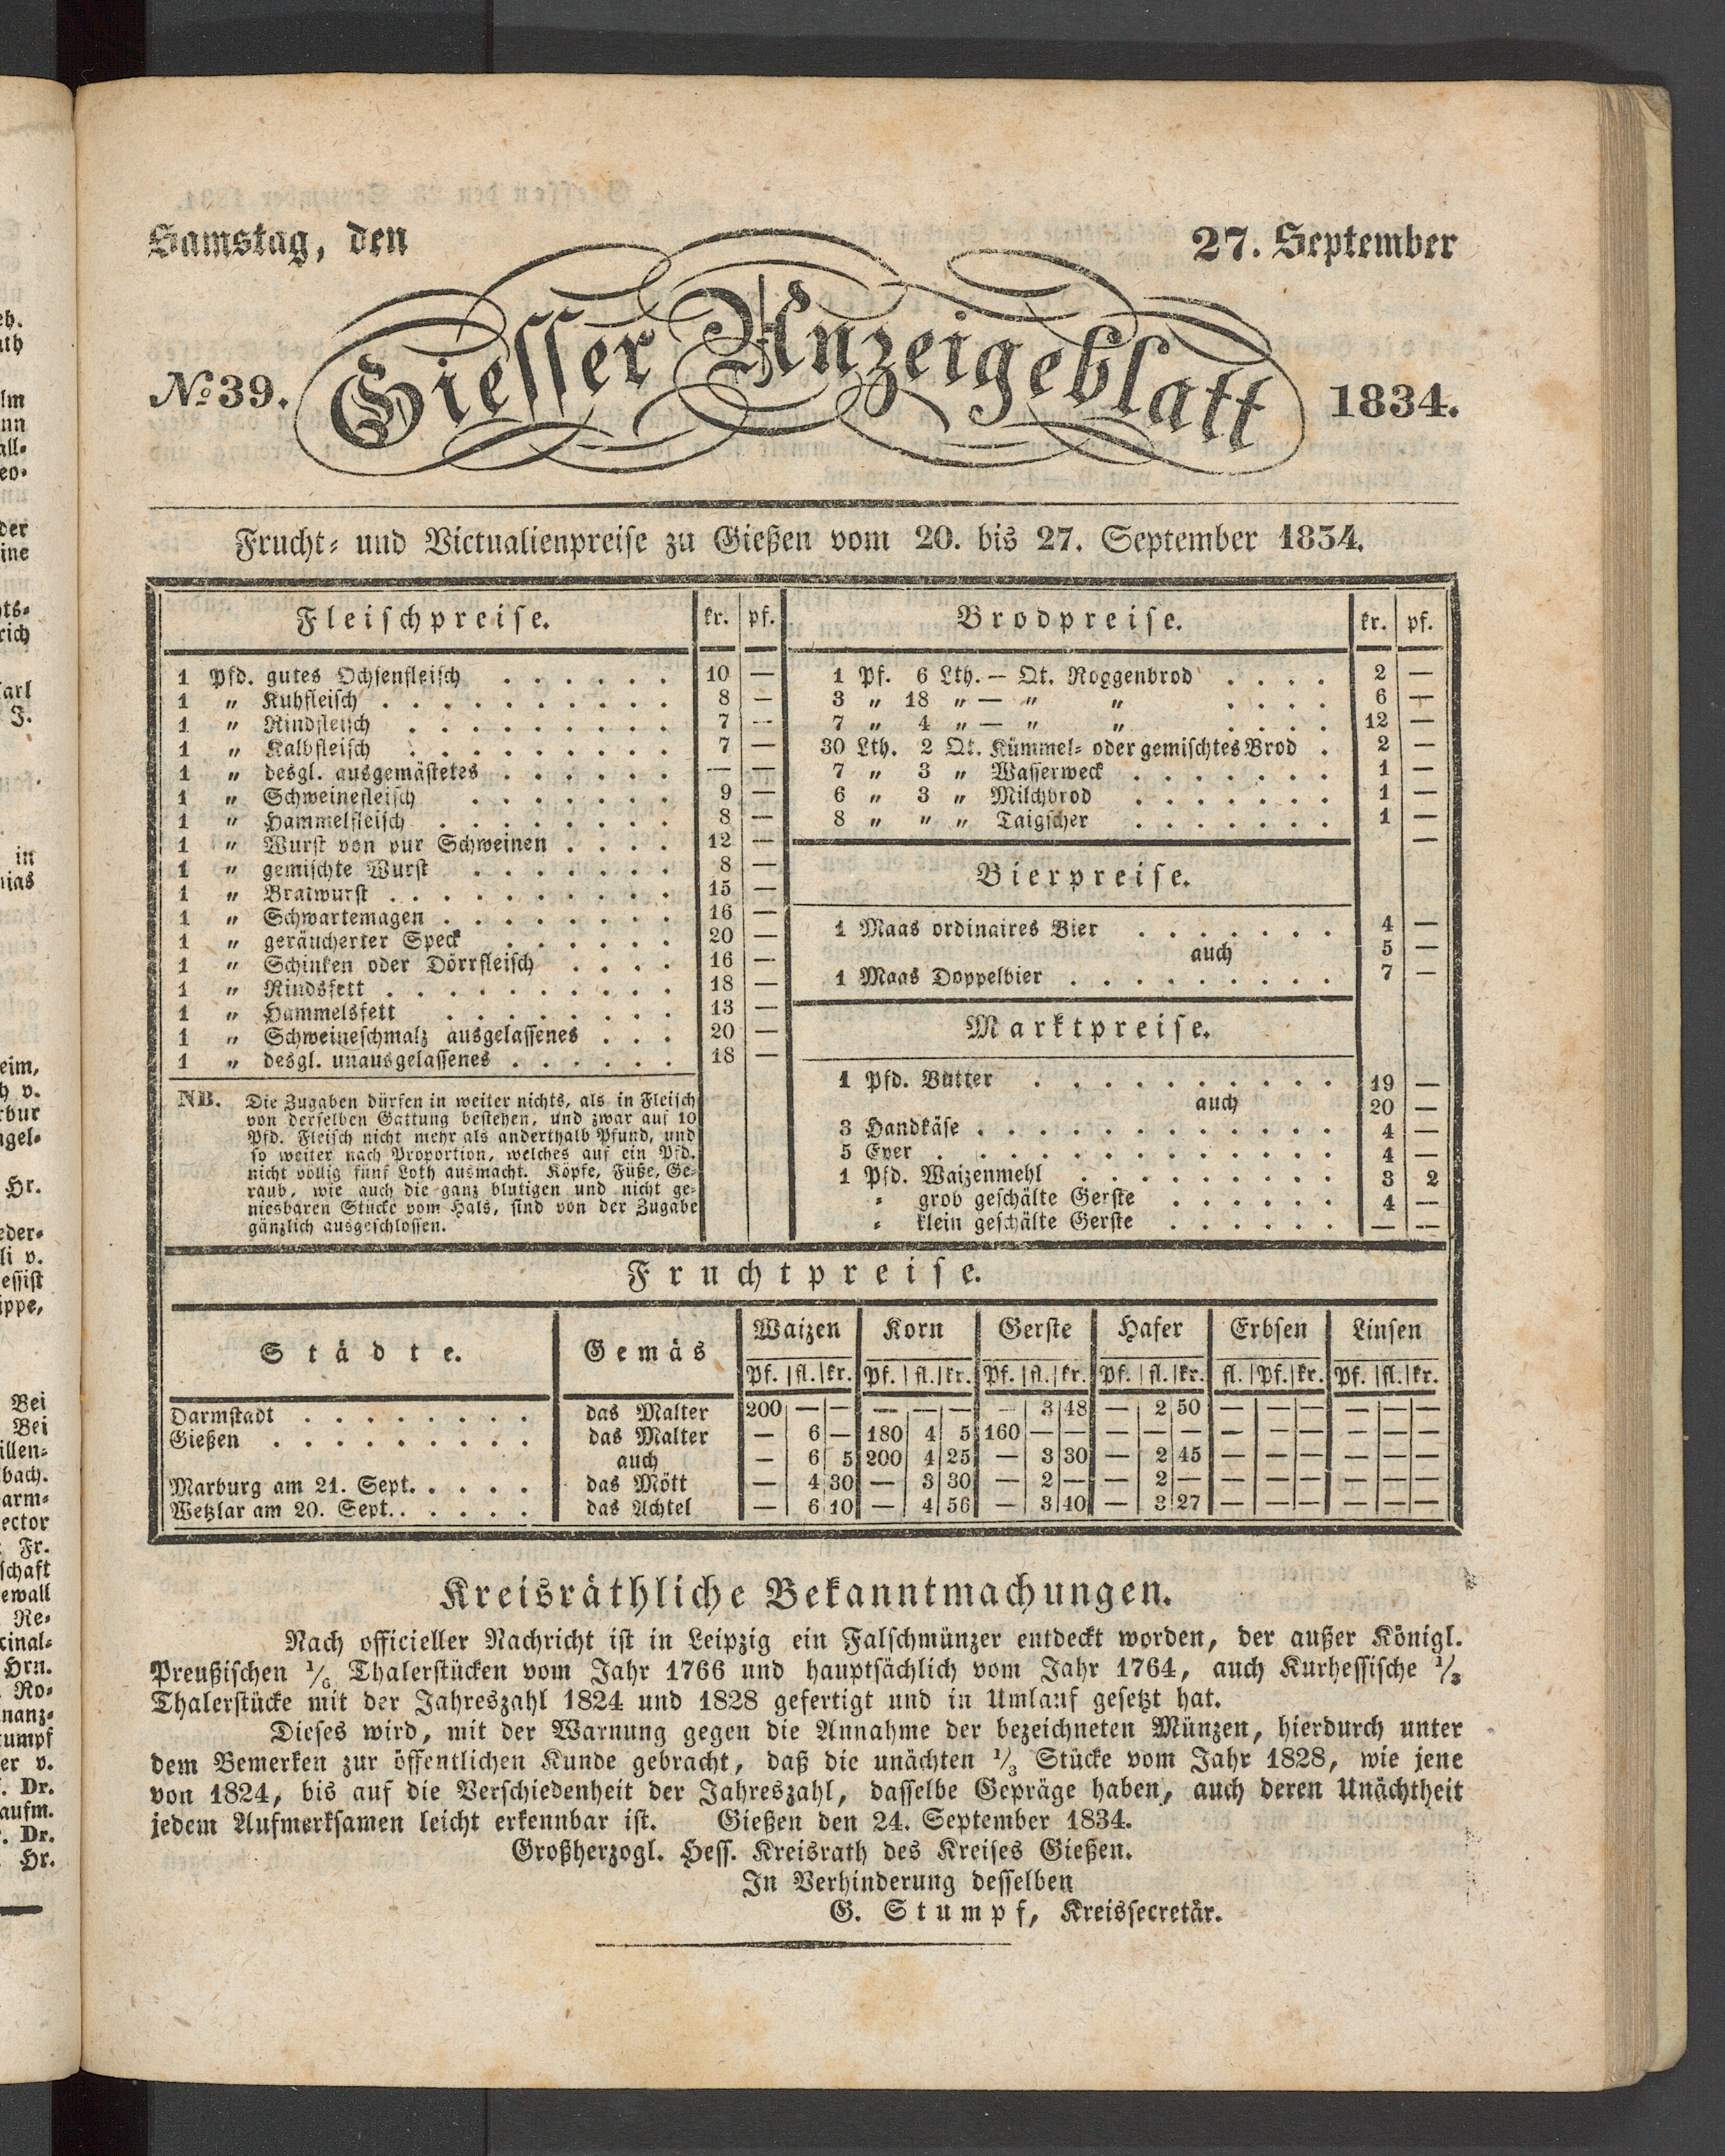 Samstag, den 27. September
Giesser Anzeigeblatt
No. 39. 1834.
Frucht- und Victualienpreise zu Gießen vom 20. bis 27. September 1834.
Fleischpreise. kr. pf.
1 Pfd. gutes Ochsenfleisch . . . . . . 10 —
1 „ Kuhfleisch . . . . . . . . . . 8 —
1 „ Rindfleisch . . . . . . . . . 7 —
1 „ Kalbfleisch . . . . . . . . . 7 —
1 „ desgl. ausgemästetes . . . . . . — —
1 „ Schweinefleisch . . . . . . . 9 —
1 „ Hammelfleisch . . . . . . . . 8 —
1 „ Wurst von pur Schweinen . . . . 12 —
1 „ gemischte Wurst . . . . . . . 8 —
1 „ Bratwurst . . . . . . . . . . 15 —
1 „ Schwartemagen . . . . . . . . 16 —
1 „ geräucherter Speck . . . . . . 20 —
1 „ Schinken oder Dörrfleisch . . . . 16 —
1 „ Rindsfett . . . . . . . . . . 18 —
1 „ Hammelsfett . . . . . . . . 13 —
1 „ Schweineschmalz ausgelassenes . . . 20 —
1 „ desgl. unausgelassenes . . . . . . 18 —
NB. Die Zugaben dürfen in weiter nichts, als in Fleisch
von derselben Gattung bestehen, und zwar auf 10
Pfd. Fleisch nicht mehr als anderthalb Pfund, und
so weiter nach Proportion, welches auf ein Pfd.
nicht völlig fünf Loth ausmacht. Köpfe, Füße, Ge-
raub, wie auch die ganz blutigen und nicht ge-
niesbaren Stücke vom Hals, sind von der Zugabe
gänzlich ausgeschlossen.
Brodpreise. kr. pf.
1 Pf. 6 Lth. — Qt. Roggenbrod . . . . 2 —
3 „ 18 „ — „ „ . . . . 6 —
7 „ 4 „ — „ „ . . . . 12 —
30 Lth. 2 Qt. Kümmel- oder gemischtes Brod . 2 —
7 „ 3 „ Wasserweck . . . . . . . 1 —
6 „ 3 „ Milchbrod . . . . . . . 1 —
8 „ „ „ Taigscher . . . . . . . 1 —
—
Bierpreise.
1 Maas ordinaires Bier . . . . . . . 4 —
auch 5 —
1 Maas Doppelbier . . . . . . . . . 7 —
Marktpreise.
1 Pfd. Butter . . . . . . . . . . 19 —
auch 20 —
3 Handkäse . . . . . . . . . . . . 4 —
5 Eyer . . . . . . . . . . . . . 4 —
1 Pfd. Waizenmehl . . . . . . . . . 3 2
„ grob geschälte Gerste . . . . . . 4 —
„ klein geschälte Gerste . . . . . . — —
Fruchtpreise.
Städte. Gemäs Waizen Korn Gerste Hafer Erbsen Linsen
Pf. fl. kr. Pf. fl. kr. Pf. fl. kr. Pf. fl. kr. fl. Pf. kr. Pf. fl. kr.
Darmstadt . . . . . . . . das Malter 200 — — — — — — 3 48 — 2 50 — — — — — —
Gießen . . . . . . . . . das Malter — 6 — 180 4 5 160 — — — — — — — — — — —
auch — 6 5 200 4 25 — 3 30 — 2 45 — — — — — —
Marburg am 21. Sept. . . . . das Mött — 4 30 — 3 30 — 2 — — 2 — — — — — — —
Wetzlar am 20. Sept. . . . . . das Achtel — 6 10 — 4 56 — 3 40 — 3 27 — — — — — —
Kreisräthliche Bekanntmachungen.
Nach officieller Nachricht ist in Leipzig ein Falschmünzer entdeckt worden, der außer Königl.
Preußischen 1/6 Thalerstücken vom Jahr 1766 und hauptsächlich vom Jahr 1764, auch Kurhessische 1/3
Thalerstücke mit der Jahreszahl 1824 und 1828 gefertigt und in Umlauf gesetzt hat.
Dieses wird, mit der Warnung gegen die Annahme der bezeichneten Münzen, hierdurch unter
dem Bemerken zur öffentlichen Kunde gebracht, daß die unächten 1/3 Stücke vom Jahr 1828, wie jene
von 1824, bis auf die Verschiedenheit der Jahreszahl, dasselbe Gepräge haben, auch deren Unächtheit
jedem Aufmerksamen leicht erkennbar ist. Gießen den 24. September 1834.
Großherzogl. Hess. Kreisrath des Kreises Gießen.
In Verhinderung desselben
G. Stumpf, Kreissecretär.